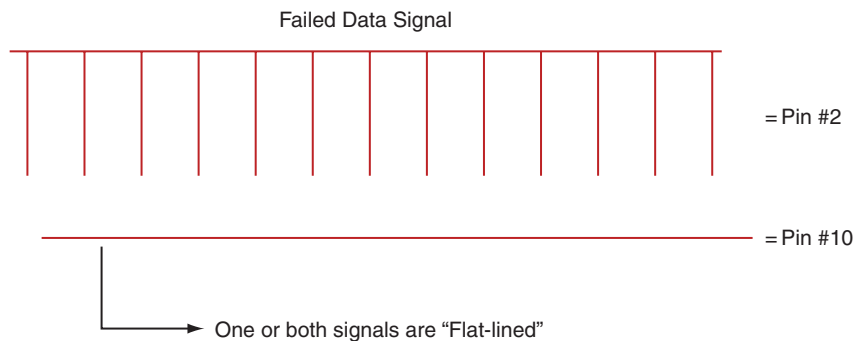 Failed Data Signal
= Pin #2
= Pin #10
One or both signals are “Flat-lined”